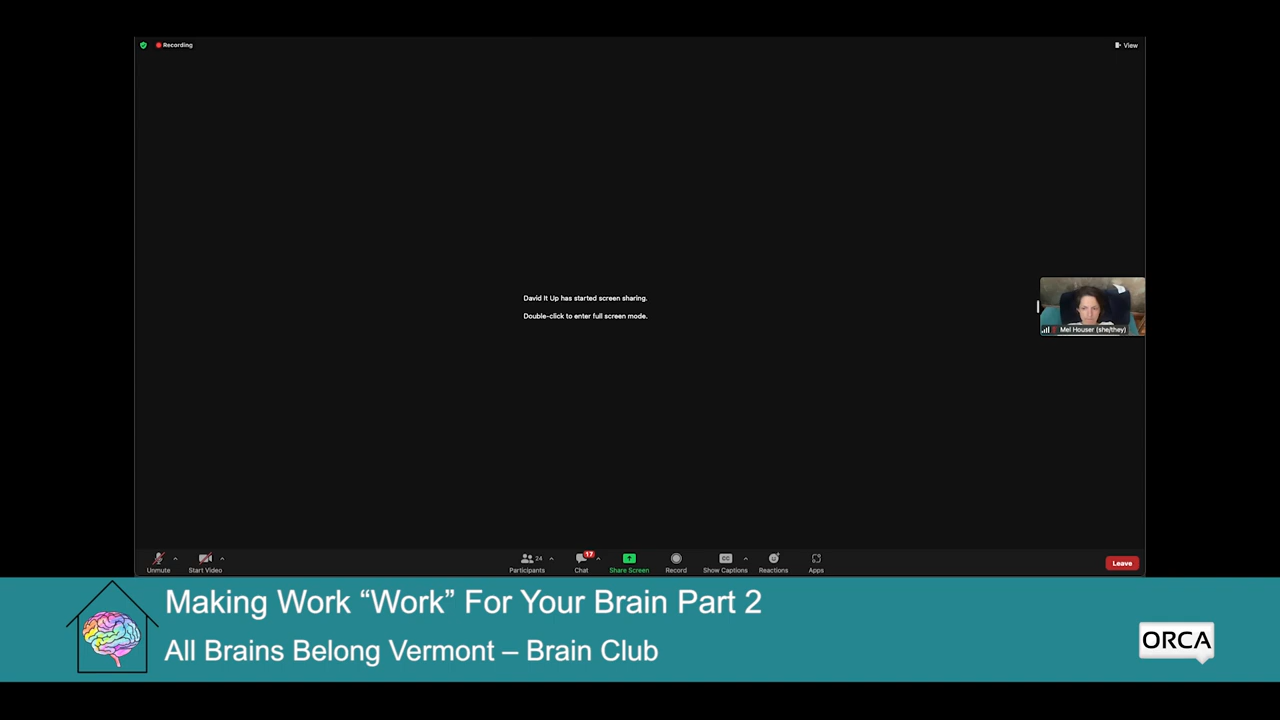 Recording
View
David It Up has started screen sharing.
Double-click to enter full screen mode.
Mel Houser (she/they)
24
17
CC
Unmute
Start Video
Participants
Chat
Share Screen
Record
Show Captions
Reactions
Apps
Leave
Making Work “Work” For Your Brain Part 2
All Brains Belong Vermont – Brain Club
ORCA